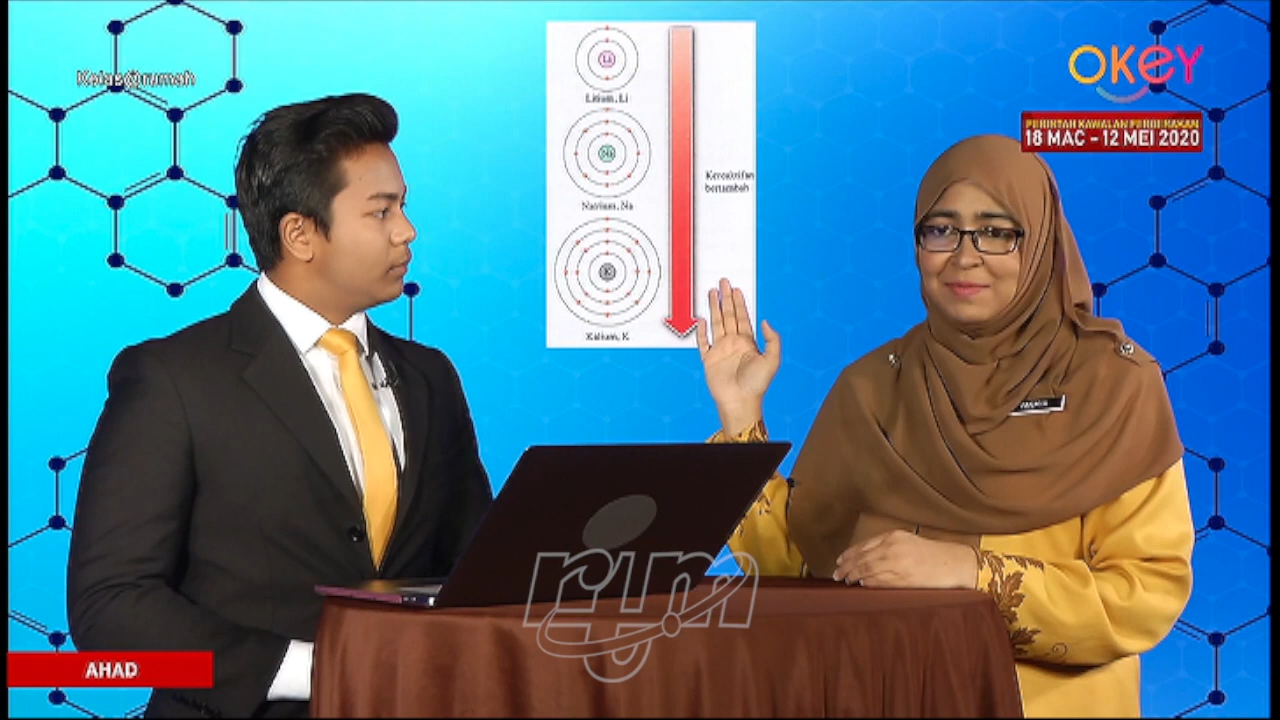 Kelas@rumah
OKEY
PERINTAH KAWALAN PERGERAKAN
18 MAC – 12 MEI 2020
Li
Litium, Li
Na
Natrium, Na
K
Kalium, K
Kereaktifan
bertambah
rtm
AHAD